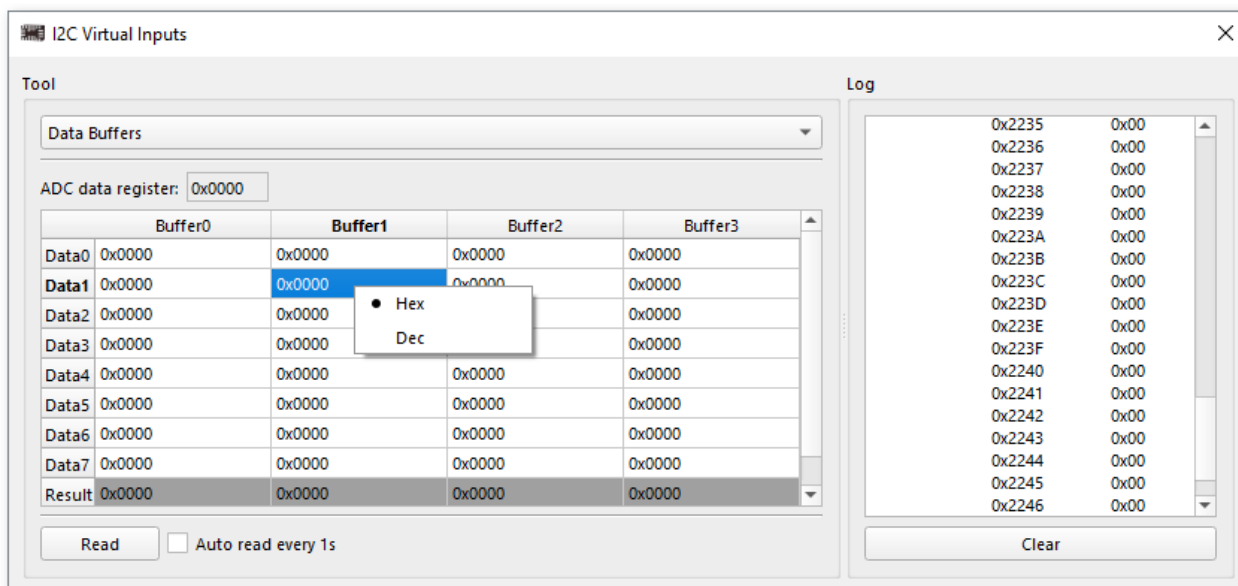 I2C Virtual Inputs
Tool
Data Buffers
ADC data register: 0x0000
Buffer0 Buffer1 Buffer2 Buffer3
Data0 0x0000 0x0000 0x0000 0x0000
Data1 0x0000 0x0000 0x0000 0x0000
Data2 0x0000 0x0000 0x0000
Data3 0x0000 0x0000 0x0000
Data4 0x0000 0x0000 0x0000 0x0000
Data5 0x0000 0x0000 0x0000 0x0000
Data6 0x0000 0x0000 0x0000 0x0000
Data7 0x0000 0x0000 0x0000 0x0000
Result 0x0000 0x0000 0x0000 0x0000
Hex
Dec
Read Auto read every 1s
Log
0x2235 0x00
0x2236 0x00
0x2237 0x00
0x2238 0x00
0x2239 0x00
0x223A 0x00
0x223B 0x00
0x223C 0x00
0x223D 0x00
0x223E 0x00
0x223F 0x00
0x2240 0x00
0x2241 0x00
0x2242 0x00
0x2243 0x00
0x2244 0x00
0x2245 0x00
0x2246 0x00
Clear